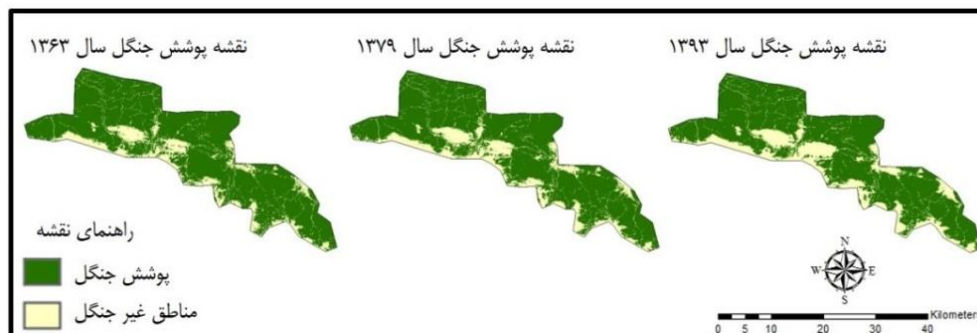 نقشه پوشش جنگل سال ۱۳۶۳
نقشه پوشش جنگل سال ۱۳۷۹
نقشه پوشش جنگل سال ۱۳۹۳
راهنمای نقشه
پوشش جنگل
مناطق غیر جنگل
N
W E
S
Kilometer
0 5 10 20 30 40